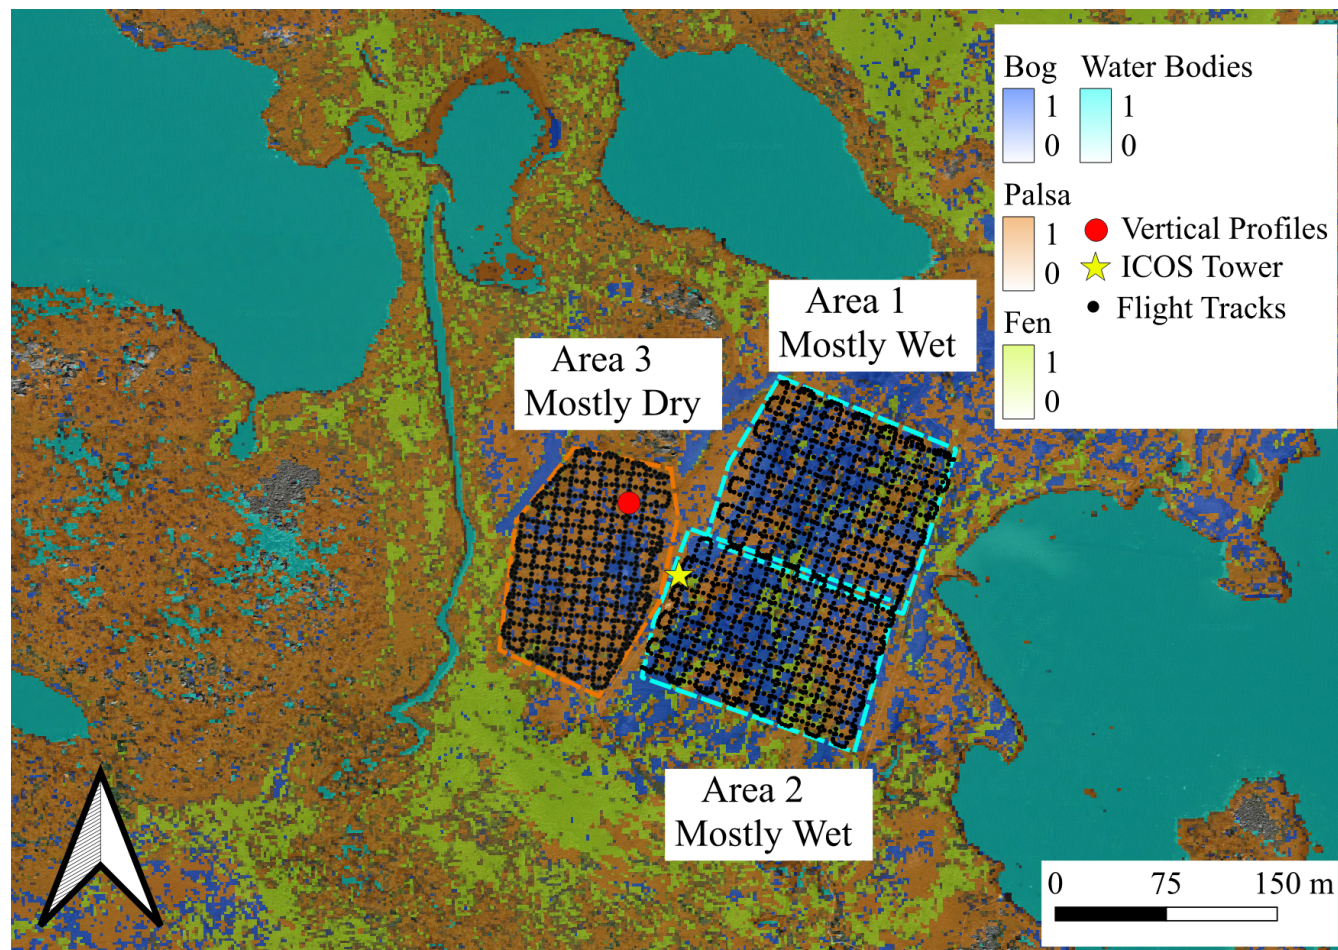 Bog Water Bodies
1 1
0 0
Palsa
1
0
Vertical Profiles
ICOS Tower
Flight Tracks
Fen
1
0
Area 1
Mostly Wet
Area 3
Mostly Dry
Area 2
Mostly Wet
0 75 150 m